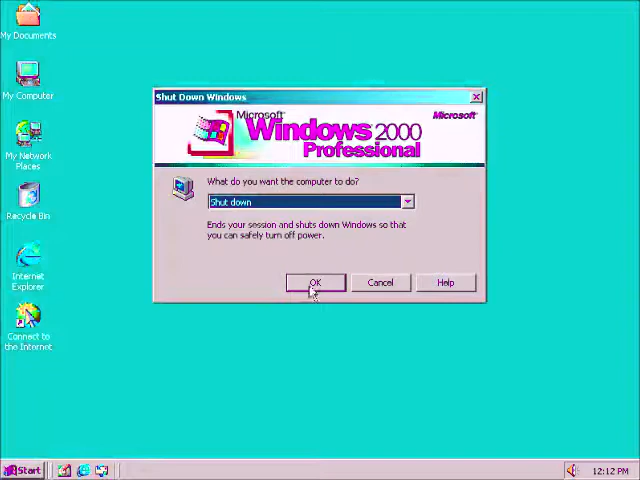 My Documents
My Computer
My Network
Places
Recycle Bin
Internet
Explorer
Connect to
the Internet
Shut Down Windows
Microsoft
Microsoft
Windows 2000
Professional
What do you want the computer to do?
Shut down
Ends your session and shuts down Windows so that
you can safely turn off power.
OK
Cancel
Help
Start
12:12 PM